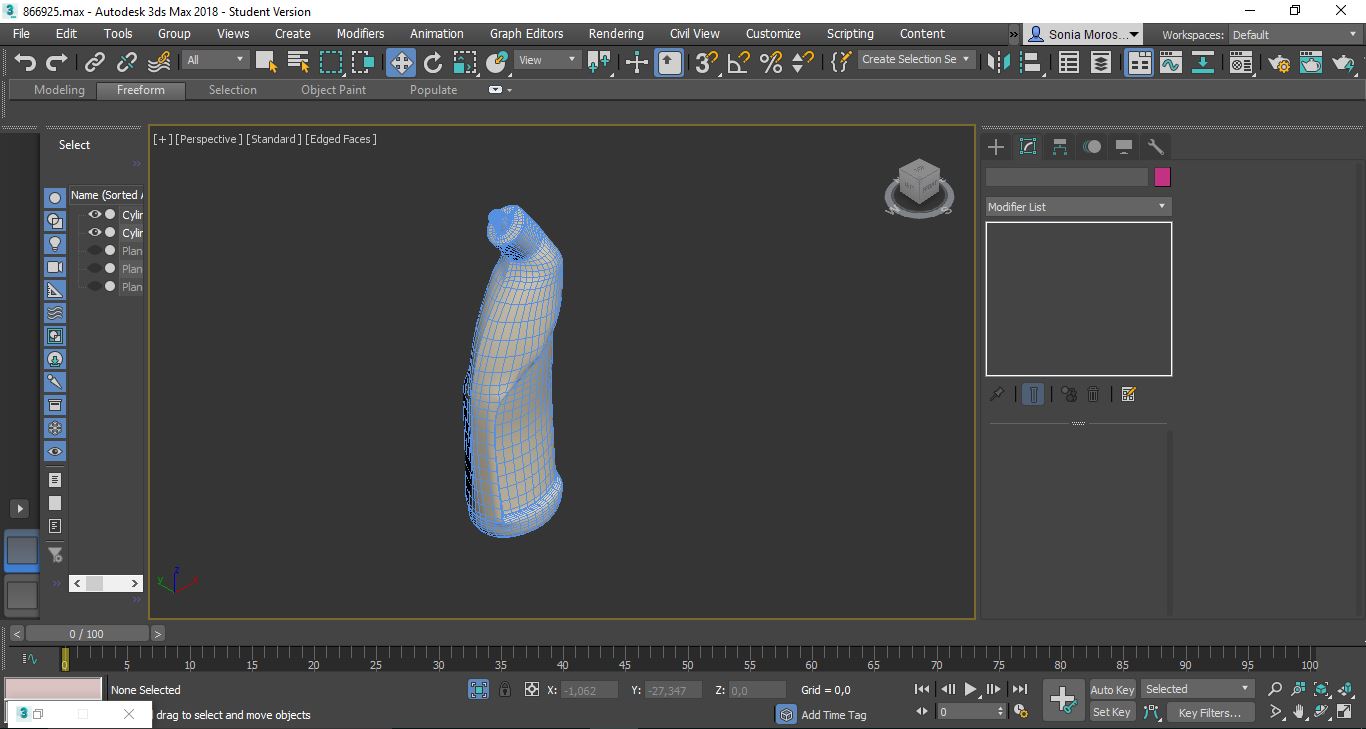 866925.max - Autodesk 3ds Max 2018 - Student Version
File Edit Tools Group Views Create Modifiers Animation Graph Editors Rendering Civil View Customize Scripting Content » Sonia Moros... Workspaces: Default
All View 3 Create Selection Se
Modeling Freeform Selection Object Paint Populate
Select
»
Name (Sorted A
Cylin
Cylin
Plan
Plan
Plan
[+] [Perspective] [Standard] [Edged Faces]
W S
z
y x
Modifier List
»
< >
»
< 0 / 100 >
0 5 10 15 20 25 30 35 40 45 50 55 60 65 70 75 80 85 90 95 100
None Selected X: -1,062 Y: -27,347 Z: 0,0 Grid = 0,0 Auto Key Selected
3 drag to select and move objects Add Time Tag 0 Set Key Key Filters...